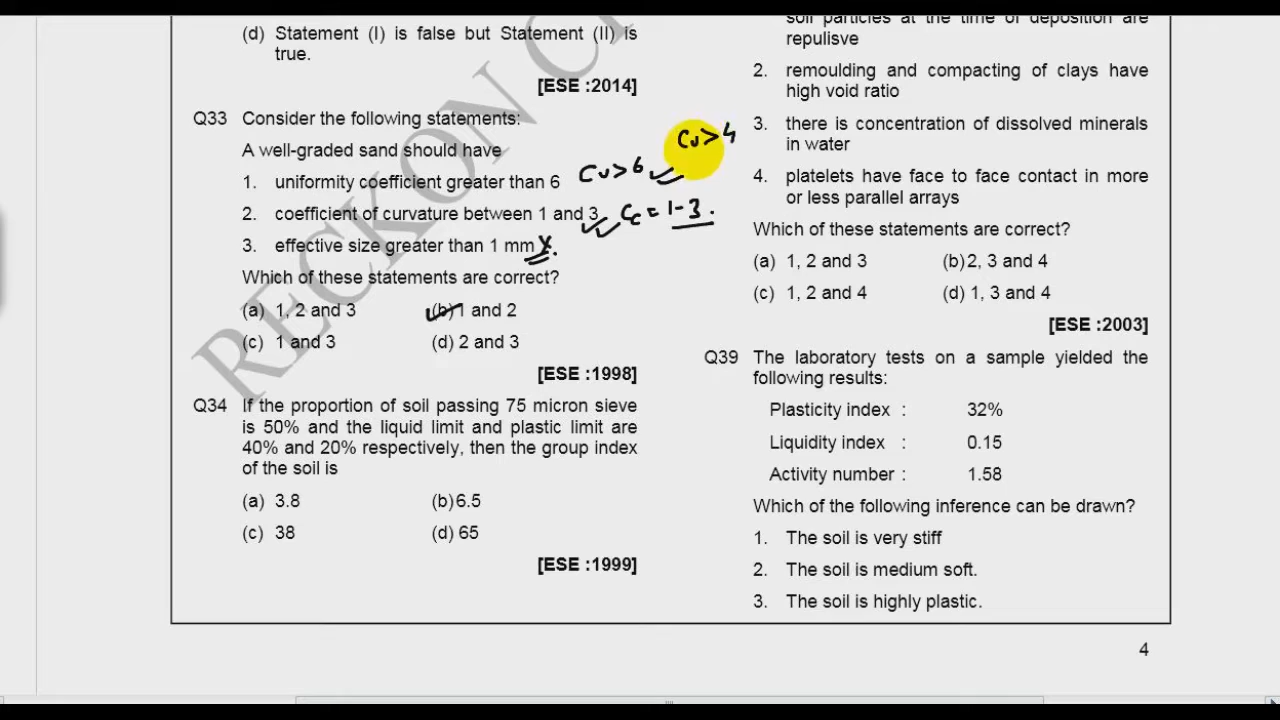 (d) Statement (I) is false but Statement (II) is
true.
[ESE :2014]
Q33 Consider the following statements:
A well-graded sand should have
1. uniformity coefficient greater than 6
Cu>6
Cu>4
2. coefficient of curvature between 1 and 3
Cc = 1-3.
3. effective size greater than 1 mm x.
Which of these statements are correct?
(a) 1, 2 and 3 (b) 1 and 2
(c) 1 and 3 (d) 2 and 3
[ESE :1998]
Q34 If the proportion of soil passing 75 micron sieve
is 50% and the liquid limit and plastic limit are
40% and 20% respectively, then the group index
of the soil is
(a) 3.8 (b) 6.5
(c) 38 (d) 65
[ESE :1999]
soil particles at the time of deposition are
repulisve
2. remoulding and compacting of clays have
high void ratio
3. there is concentration of dissolved minerals
in water
4. platelets have face to face contact in more
or less parallel arrays
Which of these statements are correct?
(a) 1, 2 and 3 (b) 2, 3 and 4
(c) 1, 2 and 4 (d) 1, 3 and 4
[ESE :2003]
Q39 The laboratory tests on a sample yielded the
following results:
Plasticity index : 32%
Liquidity index : 0.15
Activity number : 1.58
Which of the following inference can be drawn?
1. The soil is very stiff
2. The soil is medium soft.
3. The soil is highly plastic.
4
RECKON C